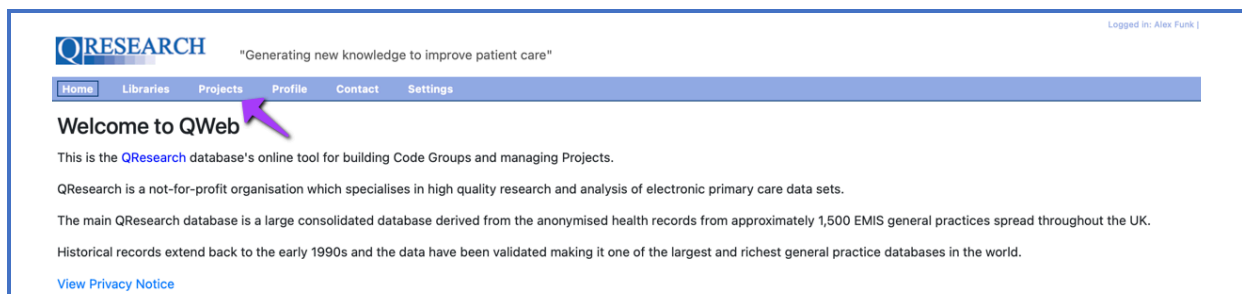 Logged in: Alex Funk |
QRESEARCH
"Generating new knowledge to improve patient care"
Home Libraries Projects Profile Contact Settings
Welcome to QWeb
This is the QResearch database's online tool for building Code Groups and managing Projects.
QResearch is a not-for-profit organisation which specialises in high quality research and analysis of electronic primary care data sets.
The main QResearch database is a large consolidated database derived from the anonymised health records from approximately 1,500 EMIS general practices spread throughout the UK.
Historical records extend back to the early 1990s and the data have been validated making it one of the largest and richest general practice databases in the world.
View Privacy Notice